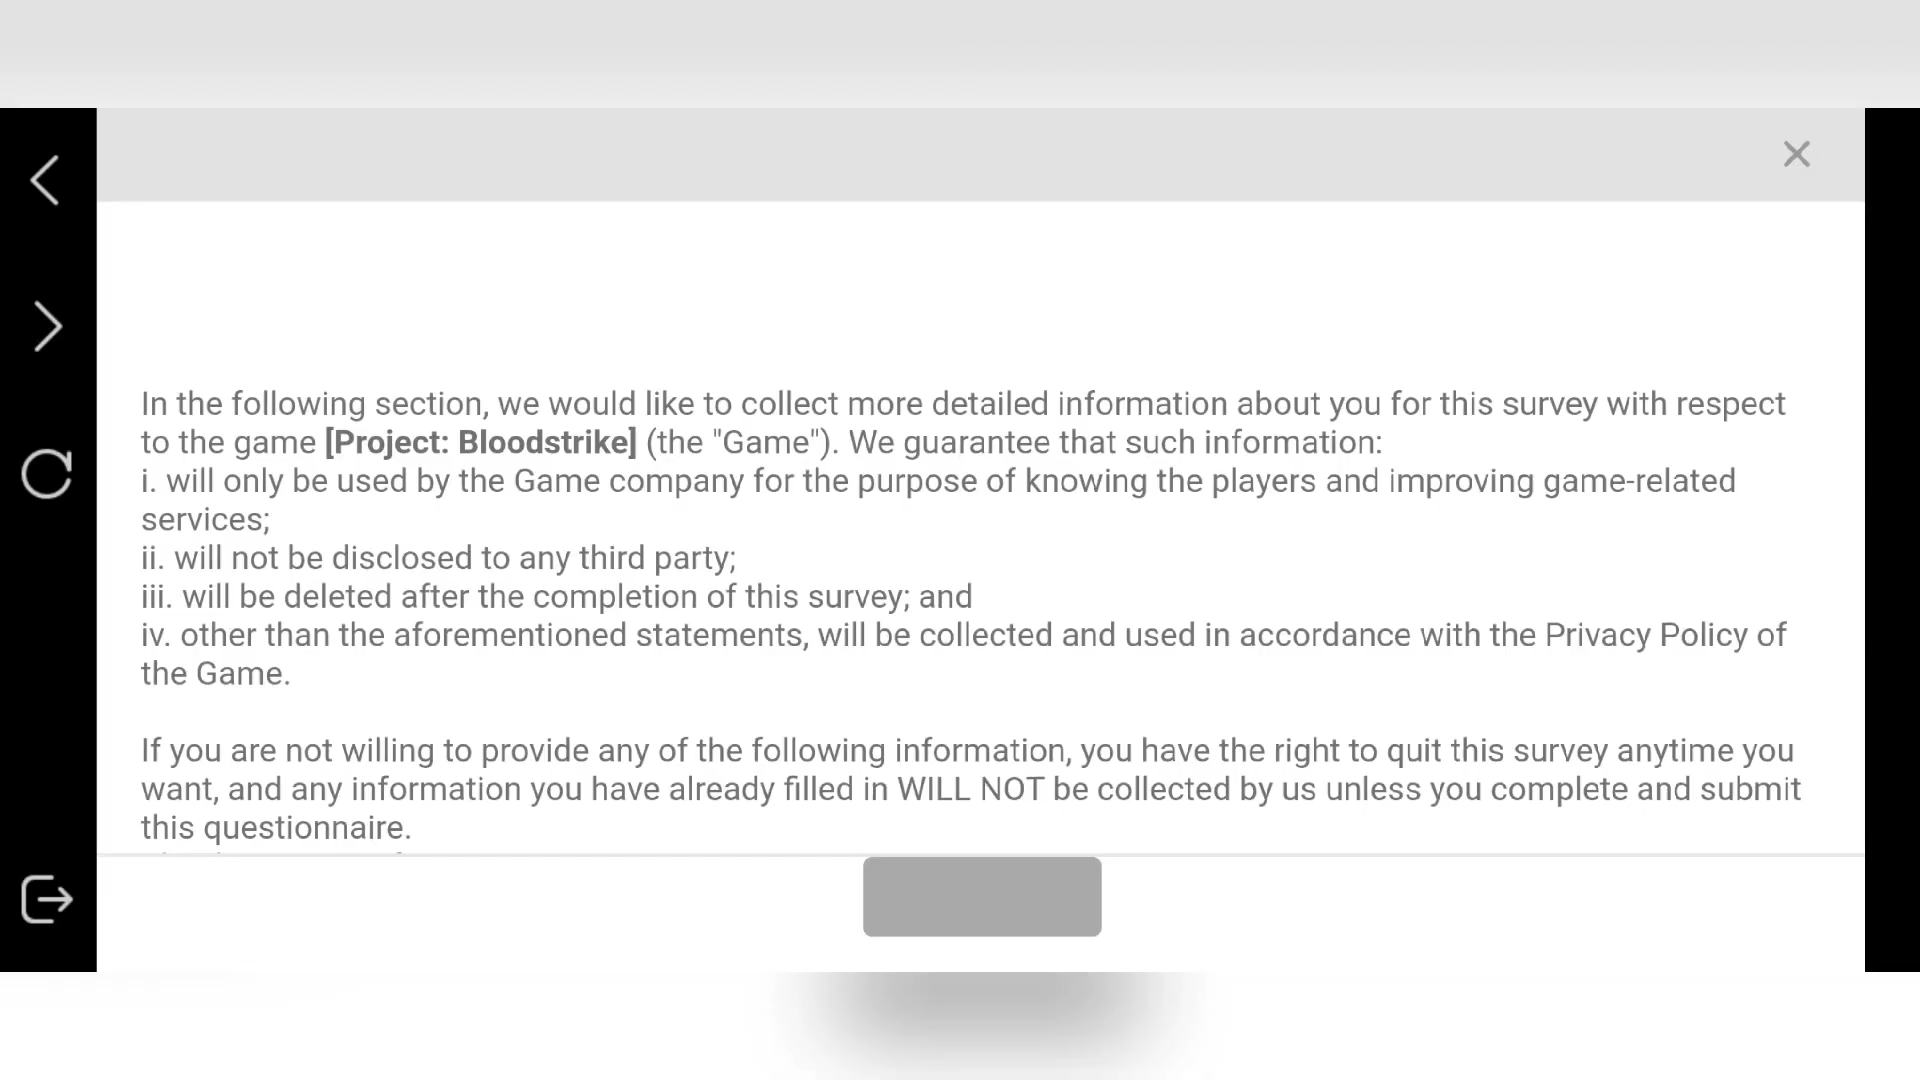 In the following section, we would like to collect more detailed information about you for this survey with respect
to the game [Project: Bloodstrike] (the "Game"). We guarantee that such information:
i. will only be used by the Game company for the purpose of knowing the players and improving game-related
services;
ii. will not be disclosed to any third party;
iii. will be deleted after the completion of this survey; and
iv. other than the aforementioned statements, will be collected and used in accordance with the Privacy Policy of
the Game.
If you are not willing to provide any of the following information, you have the right to quit this survey anytime you
want, and any information you have already filled in WILL NOT be collected by us unless you complete and submit
this questionnaire.